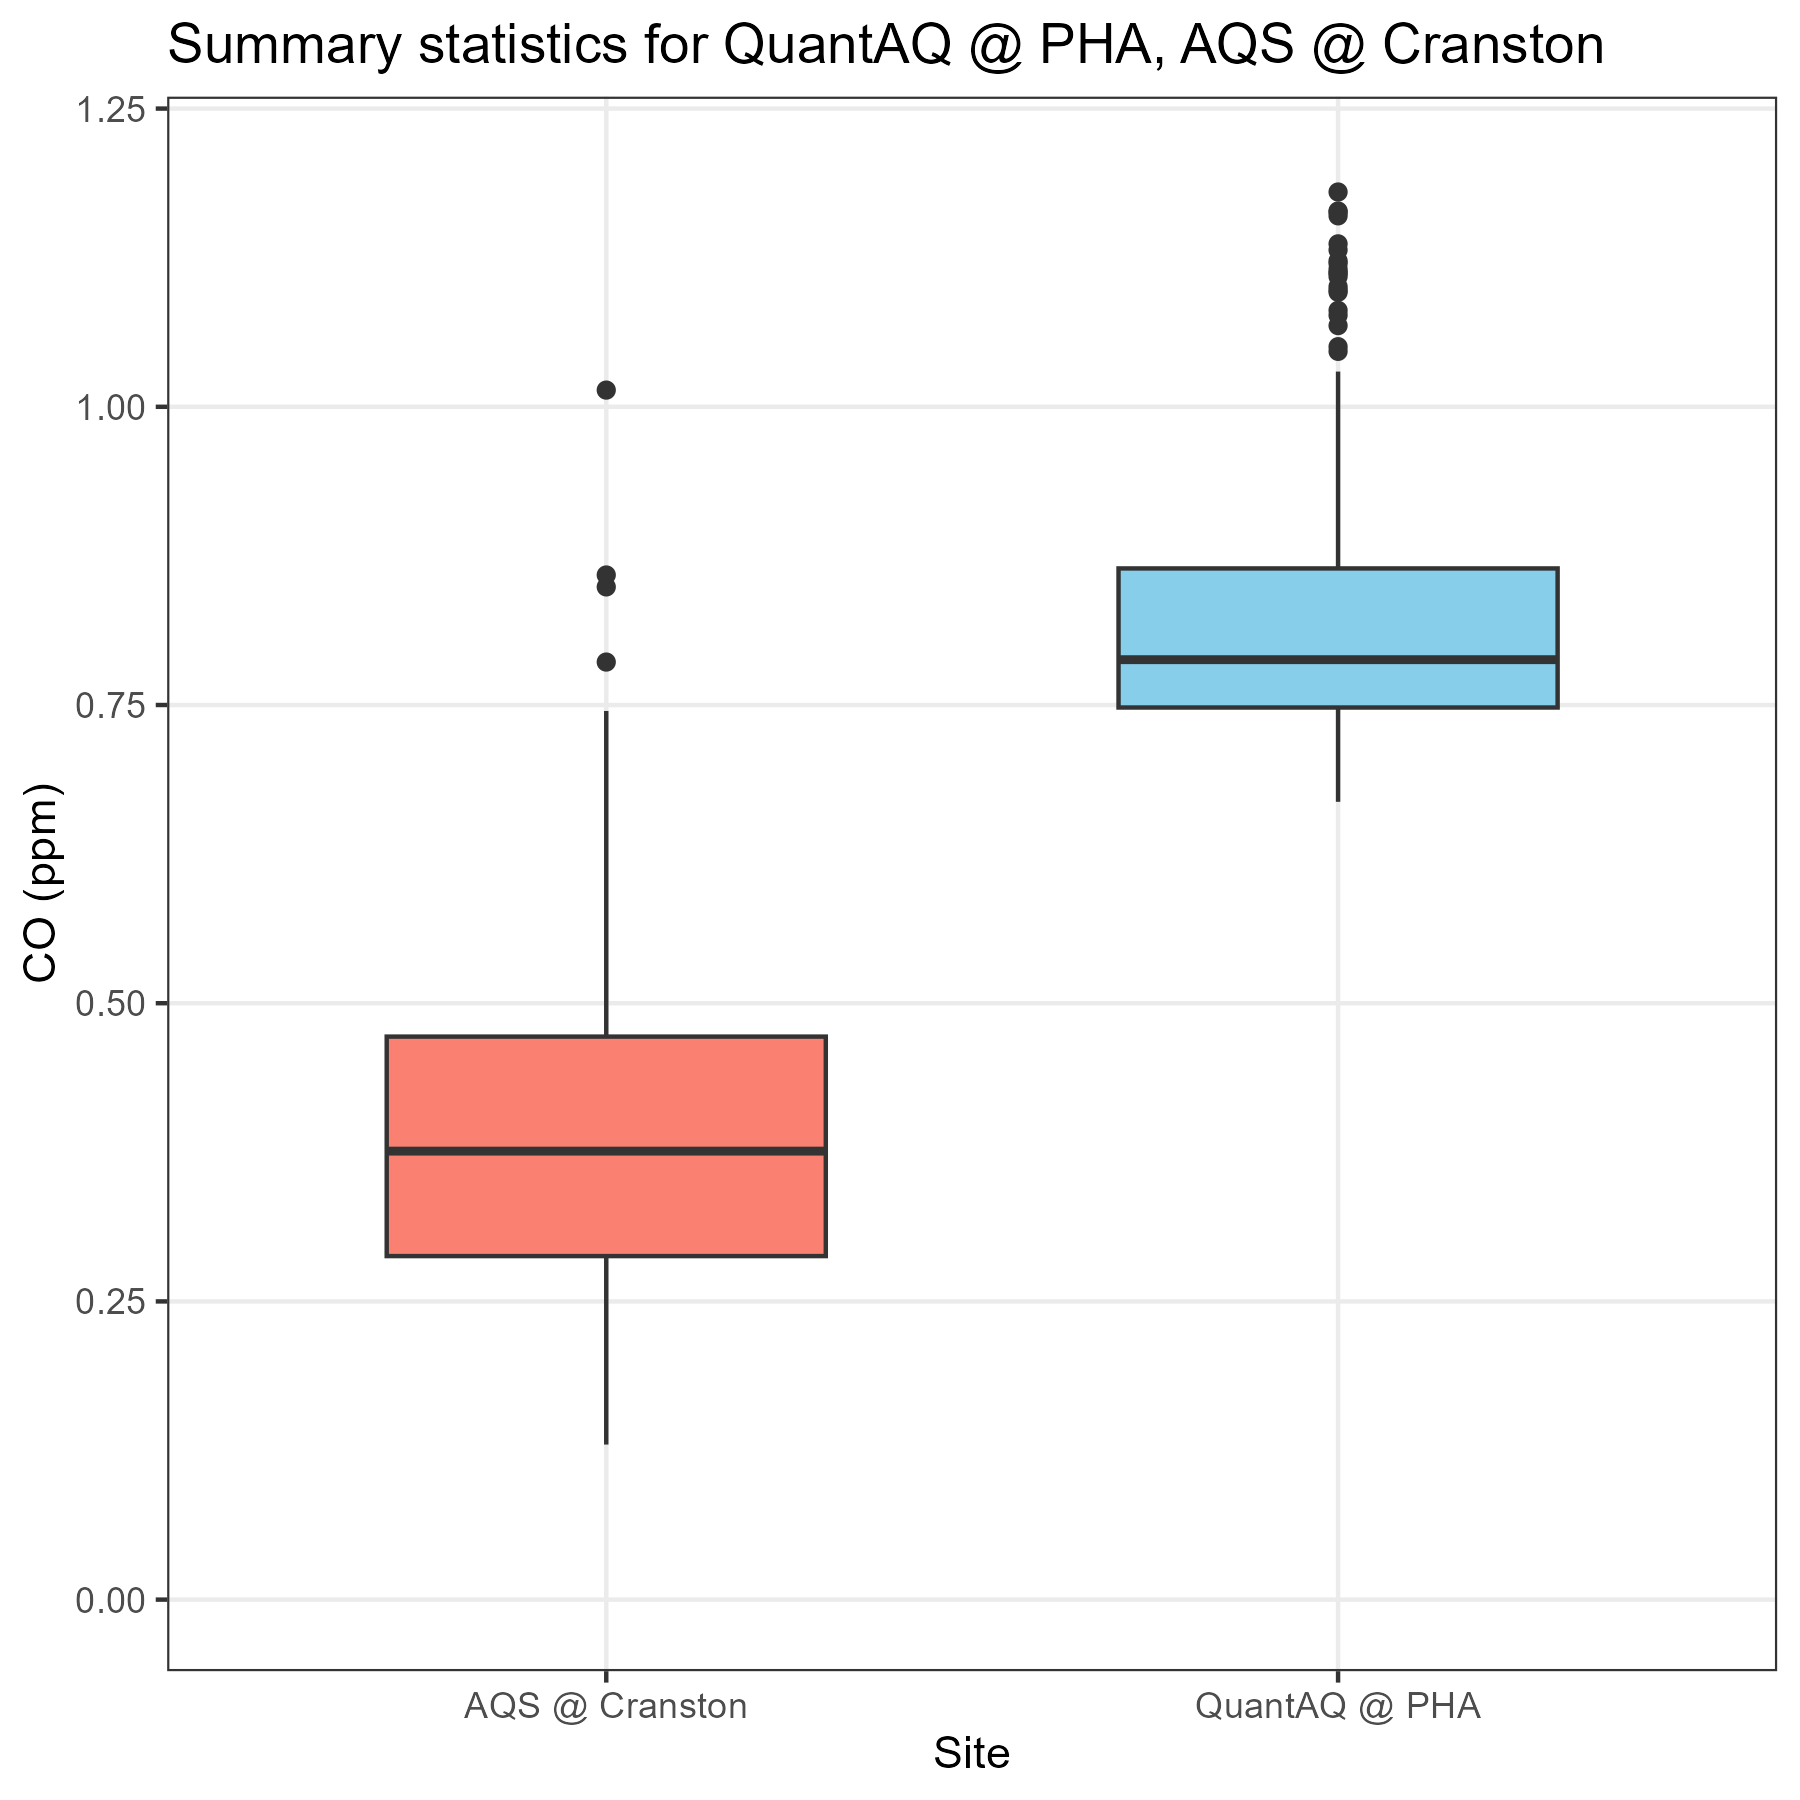 Summary statistics for QuantAQ @ PHA, AQS @ Cranston
1.25
1.00
0.75
0.50
0.25
0.00
CO (ppm)
AQS @ Cranston
QuantAQ @ PHA
Site